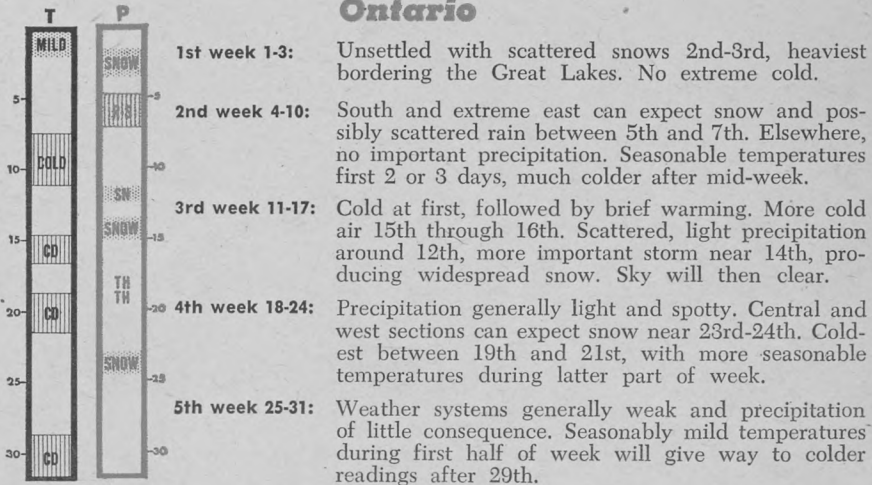 Ontario
T
P
MILD
COLD
CD
CD
CD
5-
10-
15-
20-
25-
30-
SNOW
R/S
SN
SNOW
TH
TH
SNOW
-5
-10
-15
-20
-25
-30
1st week 1-3: Unsettled with scattered snows 2nd-3rd, heaviest
bordering the Great Lakes. No extreme cold.
2nd week 4-10: South and extreme east can expect snow and pos-
sibly scattered rain between 5th and 7th. Elsewhere,
no important precipitation. Seasonable temperatures
first 2 or 3 days, much colder after mid-week.
3rd week 11-17: Cold at first, followed by brief warming. More cold
air 15th through 16th. Scattered, light precipitation
around 12th, more important storm near 14th, pro-
ducing widespread snow. Sky will then clear.
4th week 18-24: Precipitation generally light and spotty. Central and
west sections can expect snow near 23rd-24th. Cold-
est between 19th and 21st, with more seasonable
temperatures during latter part of week.
5th week 25-31: Weather systems generally weak and precipitation
of little consequence. Seasonably mild temperatures
during first half of week will give way to colder
readings after 29th.